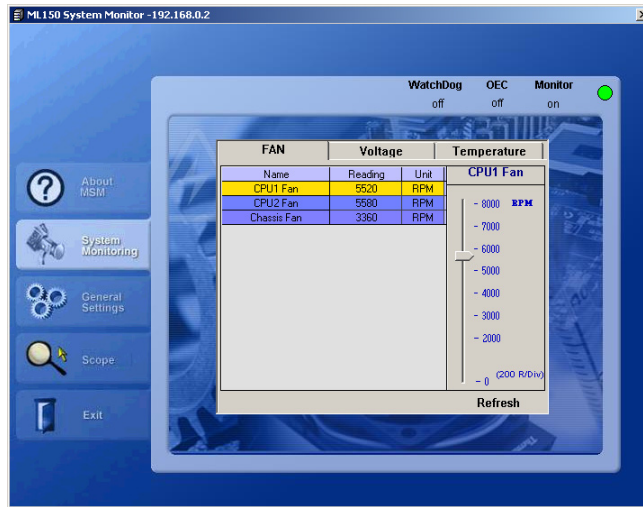 ML150 System Monitor -192.168.0.2
WatchDog OEC Monitor
off off on
FAN Voltage Temperature
Name Reading Unit CPU1 Fan
CPU1 Fan 5520 RPM
CPU2 Fan 5580 RPM
Chassis Fan 3360 RPM
- 8000 RPM
- 7000
- 6000
- 5000
- 4000
- 3000
- 2000
- 0 (200 R/Div)
Refresh
About
MSM
System
Monitoring
General
Settings
Scope
Exit